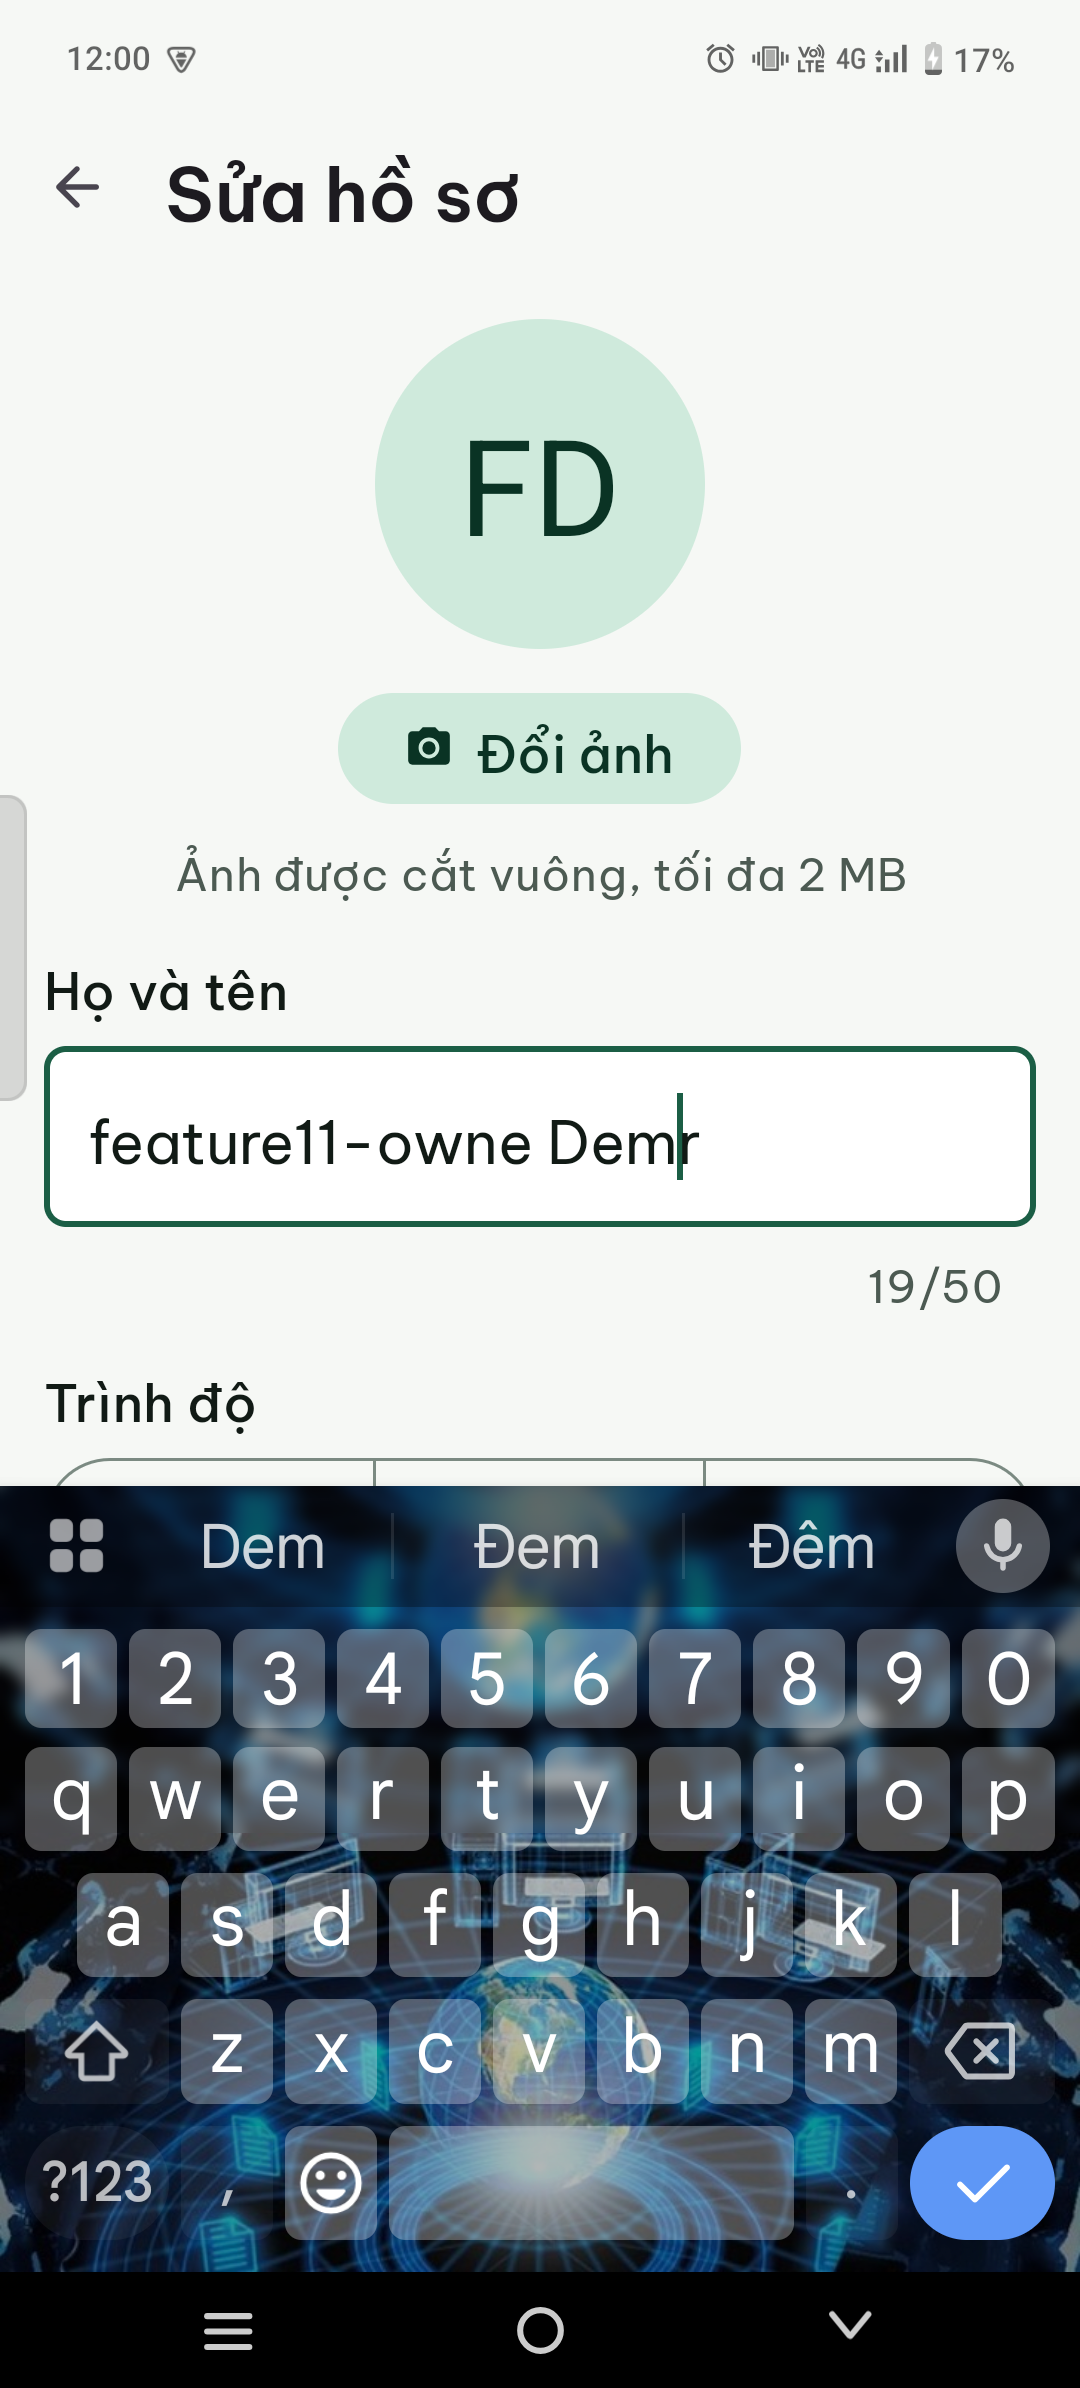 12:00 VoLTE 4G 17%
Sửa hồ sơ
FD
Đổi ảnh
Ảnh được cắt vuông, tối đa 2 MB
Họ và tên
feature11-owne Demr
19/50
Trình độ
Dem Đem Đêm
1 2 3 4 5 6 7 8 9 0
q w e r t y u i o p
a s d f g h j k l
z x c v b n m
?123 , .